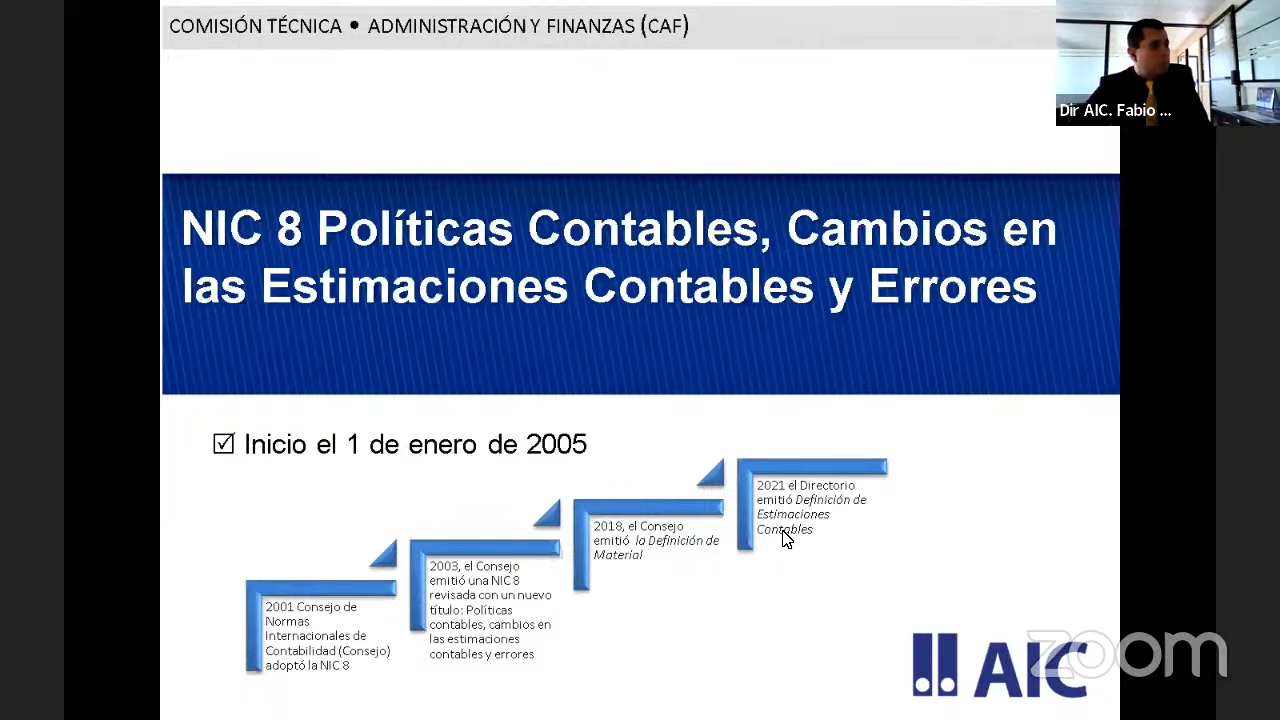 COMISIÓN TÉCNICA • ADMINISTRACIÓN Y FINANZAS (CAF)
Dir AIC. Fabio ...
NIC 8 Políticas Contables, Cambios en
las Estimaciones Contables y Errores
Inicio el 1 de enero de 2005
2001 Consejo de
Normas
Internacionales de
Contabilidad (Consejo)
adoptó la NIC 8
2003, el Consejo
emitió una NIC 8
revisada con un nuevo
título: Políticas
contables, cambios en
las estimaciones
contables y errores
2018, el Consejo
emitió la Definición de
Material
2021 el Directorio
emitió Definición de
Estimaciones
Contables
AIC
zoom